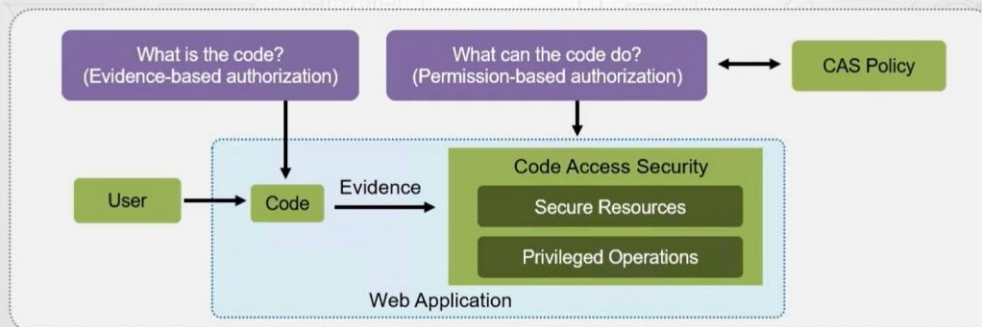 What is the code?
(Evidence-based authorization)
What can the code do?
(Permission-based authorization)
CAS Policy
User
Code
Evidence
Code Access Security
Secure Resources
Privileged Operations
Web Application